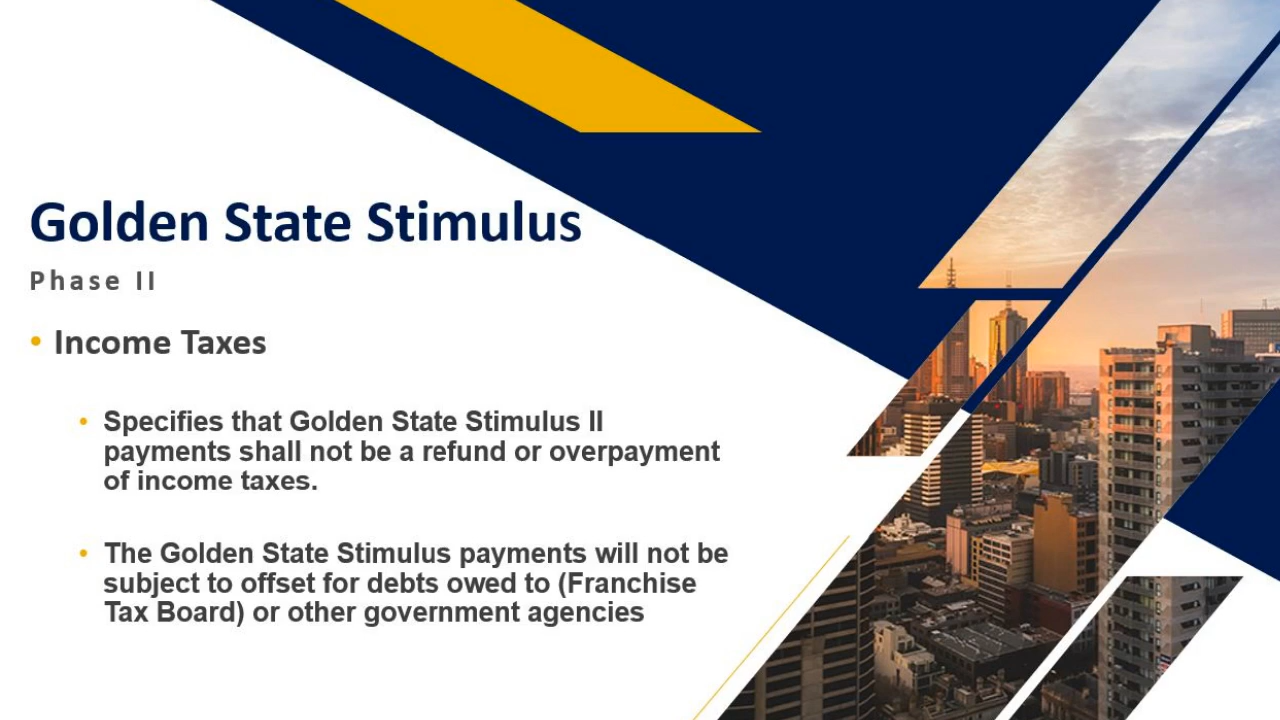 Golden State Stimulus
Phase II
• Income Taxes
• Specifies that Golden State Stimulus II
payments shall not be a refund or overpayment
of income taxes.
• The Golden State Stimulus payments will not be
subject to offset for debts owed to (Franchise
Tax Board) or other government agencies